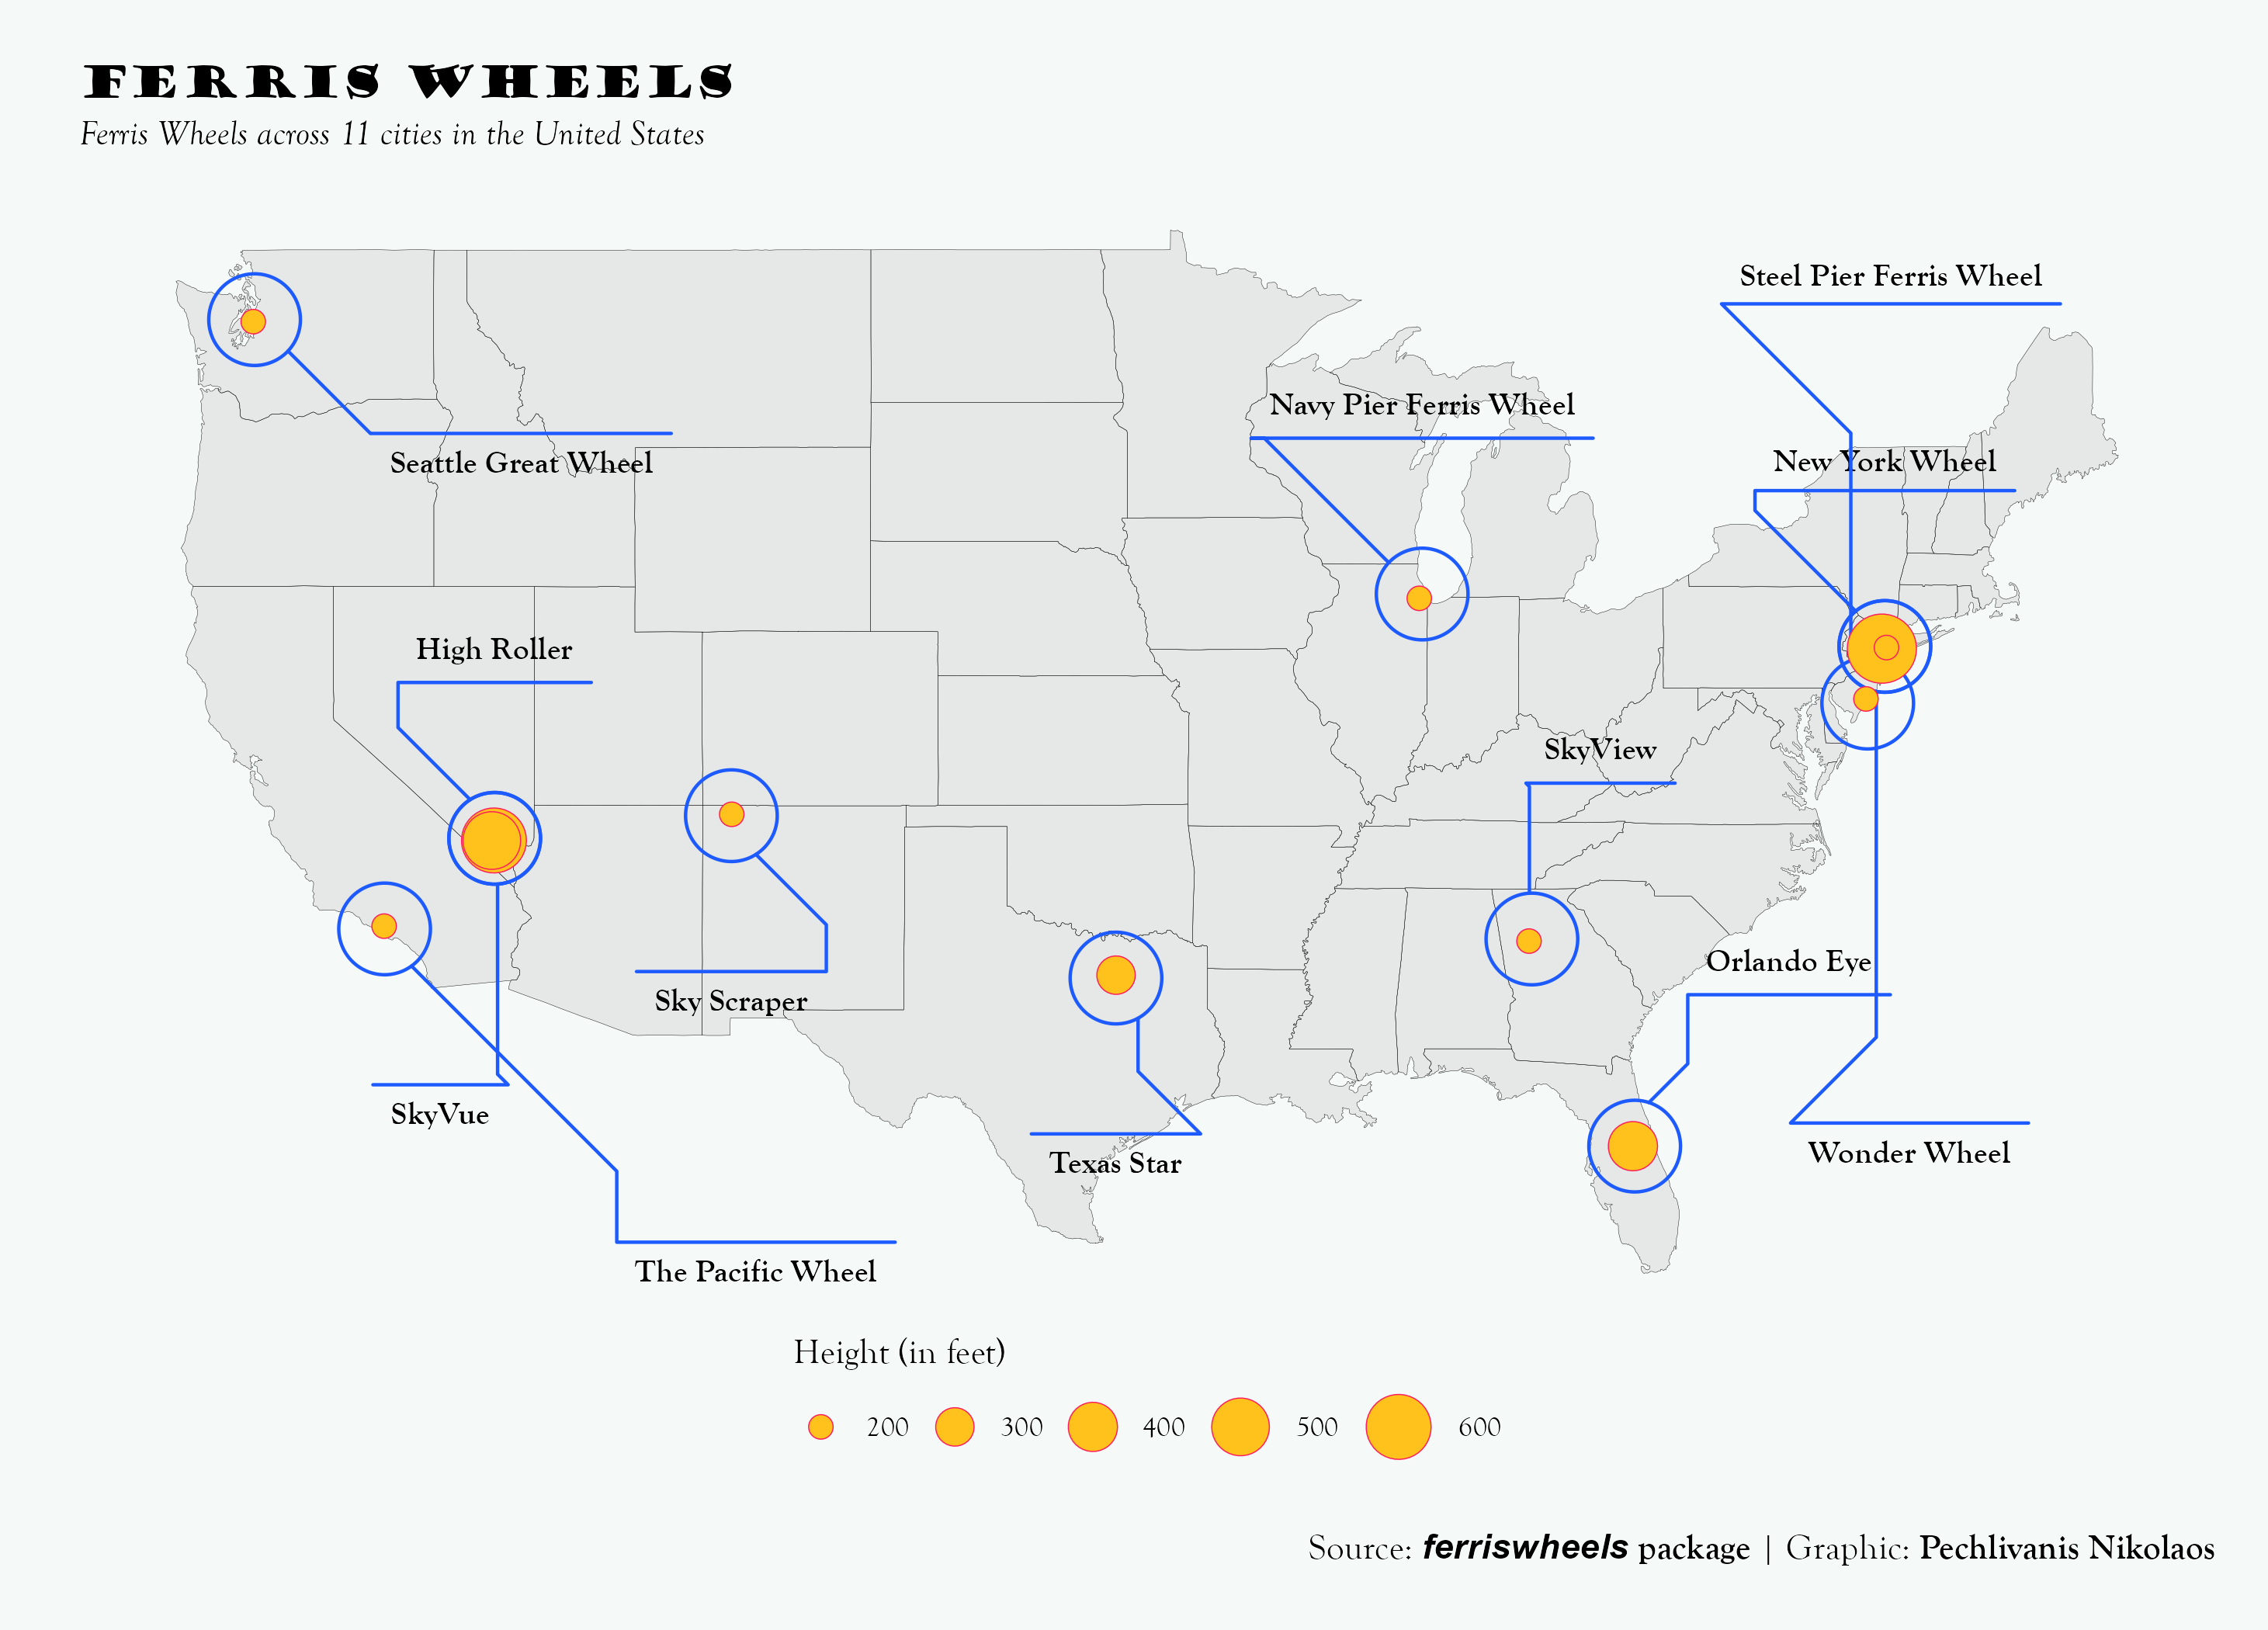 FERRIS WHEELS
Ferris Wheels across 11 cities in the United States
Steel Pier Ferris Wheel
Navy Pier Ferris Wheel
Seattle Great Wheel
New York Wheel
High Roller
SkyView
Orlando Eye
Sky Scraper
SkyVue
Wonder Wheel
Texas Star
The Pacific Wheel
Height (in feet)
200 300 400 500 600
Source: ferriswheels package | Graphic: Pechlivanis Nikolaos